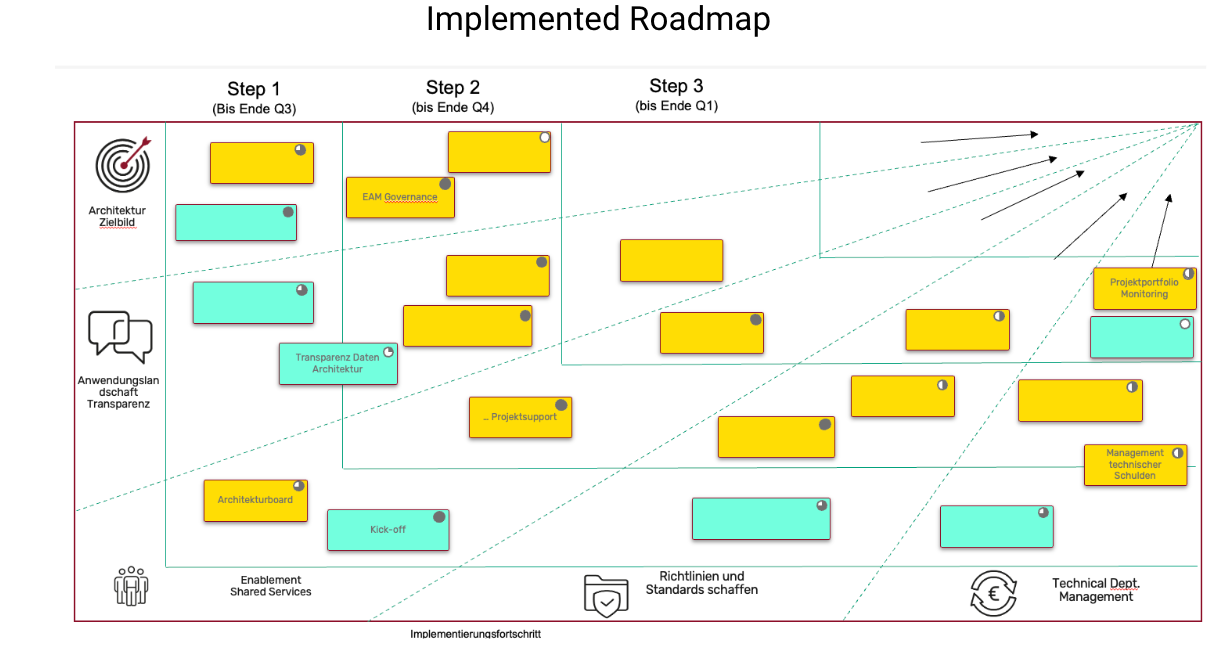 Implemented Roadmap
Step 1
(Bis Ende Q3)
Step 2
(bis Ende Q4)
Step 3
(bis Ende Q1)
Architektur
Zielbild
EAM Governance
Projektportfolio
Monitoring
Anwendungslan
dschaft
Transparenz
Transparenz Daten
Architektur
... Projektsupport
Management
technischer
Schulden
Architekturboard
Kick-off
Enablement
Shared Services
Richtlinien und
Standards schaffen
€
Technical Dept.
Management
Implementierungsfortschritt